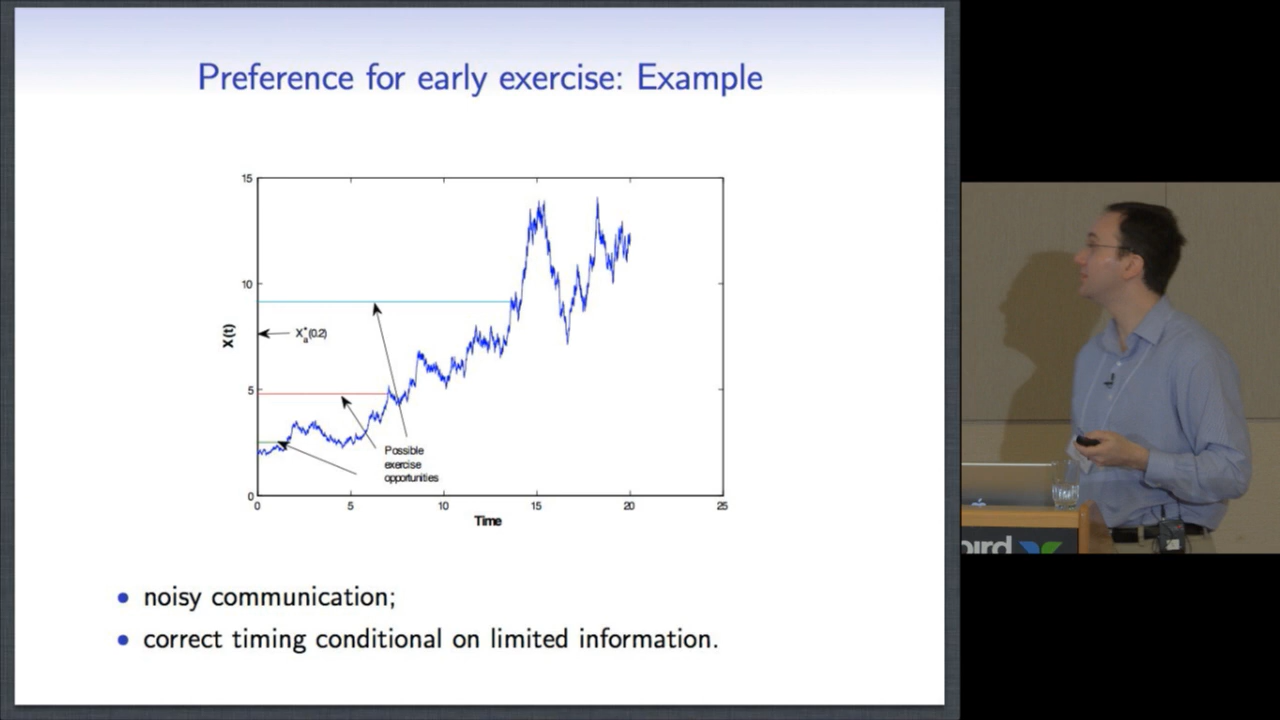 Preference for early exercise: Example
15
10
5
0
X(t)
X*a(0.2)
Possible
exercise
opportunities
0 5 10 15 20 25
Time
• noisy communication;
• correct timing conditional on limited information.
bird